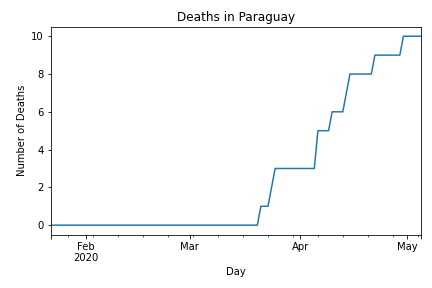 Deaths in Paraguay
10
8
6
4
2
0
Number of Deaths
Feb
2020
Mar
Apr
May
Day